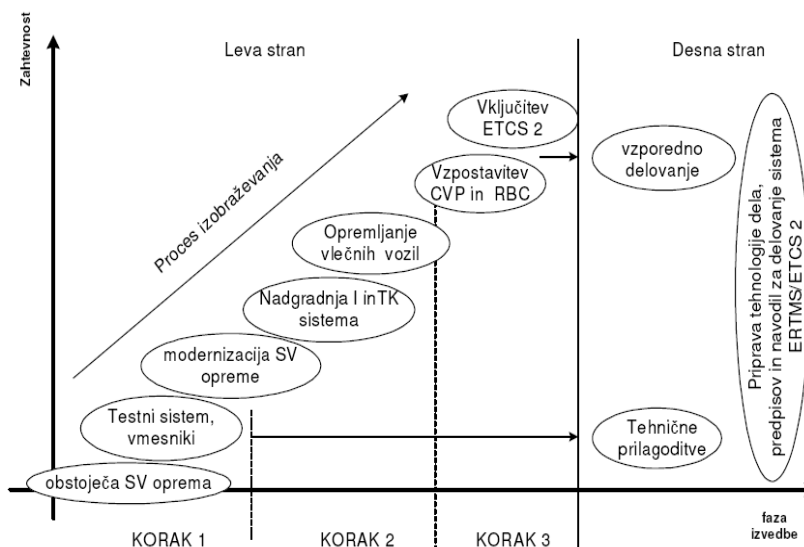 Zahtevnost
Leva stran
Desna stran
Proces izobraževanja
Vključitev
ETCS 2
Vzpostavitev
CVP in RBC
vzporedno
delovanje
Opremljanje
vlečnih vozil
Nadgradnja I inTK
sistema
modernizacija SV
opreme
Testni sistem,
vmesniki
obstoječa SV oprema
Tehnične
prilagoditve
Priprava tehnologije dela,
predpisov in navodil za delovanje sistema
ERTMS/ETCS 2
KORAK 1
KORAK 2
KORAK 3
faza
izvedbe